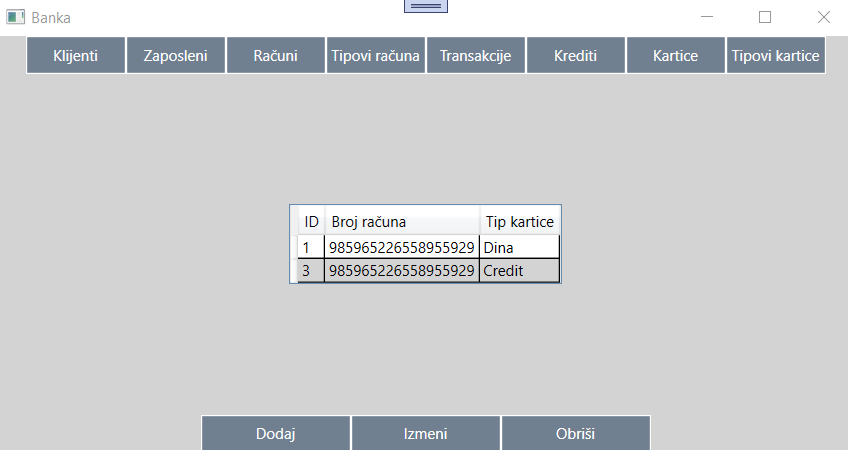 Banka
Klijenti Zaposleni Računi Tipovi računa Transakcije Krediti Kartice Tipovi kartice
ID Broj računa Tip kartice
1 985965226558955929 Dina
3 985965226558955929 Credit
Dodaj Izmeni Obriši